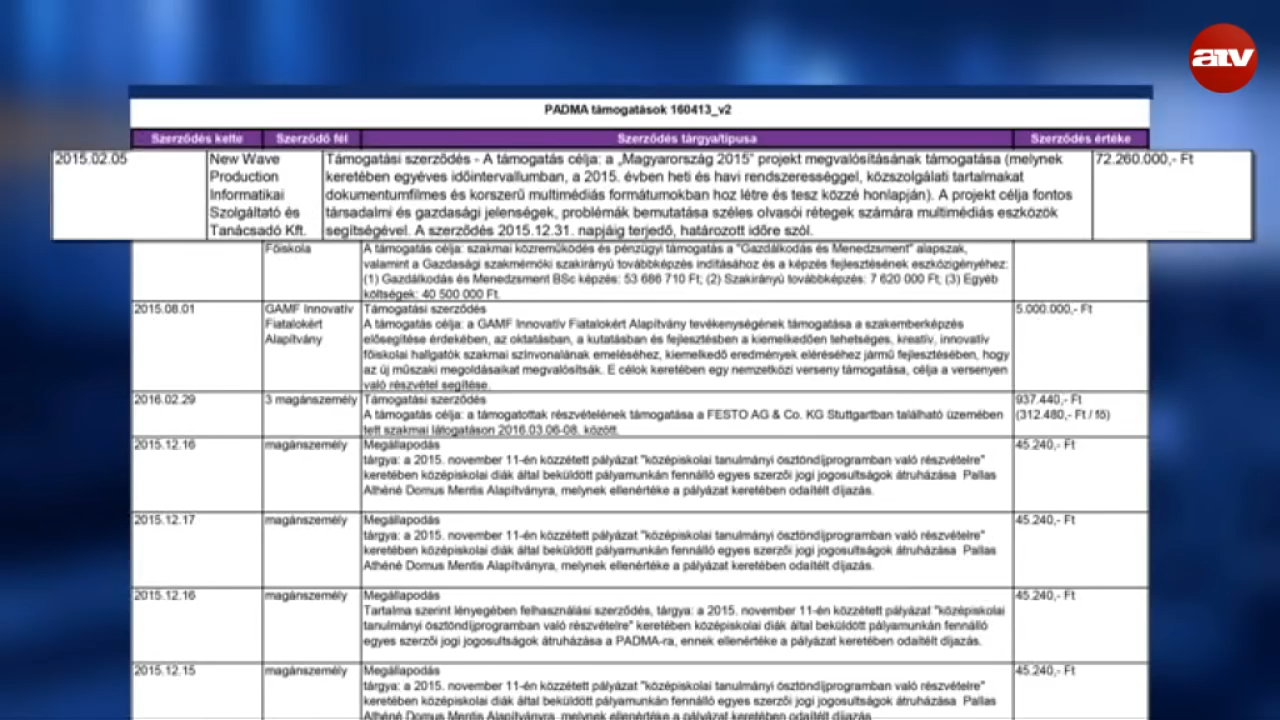 atv
PADMA támogatások 160413_v2
Szerződés kelte Szerződő fél Szerződés tárgya/típusa Szerződés értéke
2015.02.05 New Wave Támogatási szerződés - A támogatás célja: a „Magyarország 2015" projekt megvalósításának támogatása (melynek 72.260.000,- Ft
Production keretében egyéves időintervallumban, a 2015. évben heti és havi rendszerességgel, közszolgálati tartalmakat
Informatikai dokumentumfilmes és korszerű multimédiás formátumokban hoz létre és tesz közzé honlapján). A projekt célja fontos
Szolgáltató és társadalmi és gazdasági jelenségek, problémák bemutatása széles olvasói rétegek számára multimédiás eszközök
Tanácsadó Kft. segítségével. A szerződés 2015.12.31. napjáig terjedő, határozott időre szól.
Főiskola A támogatás célja: szakmai közreműködés és pénzügyi támogatás a "Gazdálkodás és Menedzsment" alapszak,
valamint a Gazdasági szakmérnöki szakirányú továbbképzés indításához és a képzés fejlesztésének eszközigényéhez:
(1) Gazdálkodás és Menedzsment BSc képzés: 53 686 710 Ft; (2) Szakirányú továbbképzés: 7 620 000 Ft; (3) Egyéb
költségek: 40 500 000 Ft.
2015.08.01 GAMF Innovatív Támogatási szerződés 5.000.000,- Ft
Fiatalokért A támogatás célja: a GAMF Innovatív Fiatalokért Alapítvány tevékenységének támogatása a szakemberképzés
Alapítvány elősegítése érdekében, az oktatásban, a kutatásban és fejlesztésben a kiemelkedően tehetséges, kreatív, innovatív
főiskolai hallgatók szakmai színvonalának emeléséhez, kiemelkedő eredmények eléréséhez jármű fejlesztésében, hogy
az új műszaki megoldásaikat megvalósítsák. E célok keretében egy nemzetközi verseny támogatása, célja a versenyen
való részvétel segítése.
2016.02.29 3 magánszemély Támogatási szerződés 937.440,- Ft
A támogatás célja: a támogatottak részvételének támogatása a FESTO AG & Co. KG Stuttgartban található üzemében (312.480,- Ft / fő)
tett szakmai látogatáson 2016.03.06-08. között.
2015.12.16 magánszemély Megállapodás 45.240,- Ft
tárgya: a 2015. november 11-én közzétett pályázat "középiskolai tanulmányi ösztöndíjprogramban való részvételre"
keretében középiskolai diák által beküldött pályamunkán fennálló egyes szerzői jogi jogosultságok átruházása Pallas
Athéné Domus Mentis Alapítványra, melynek ellenértéke a pályázat keretében odaítélt díjazás.
2015.12.17 magánszemély Megállapodás 45.240,- Ft
tárgya: a 2015. november 11-én közzétett pályázat "középiskolai tanulmányi ösztöndíjprogramban való részvételre"
keretében középiskolai diák által beküldött pályamunkán fennálló egyes szerzői jogi jogosultságok átruházása Pallas
Athéné Domus Mentis Alapítványra, melynek ellenértéke a pályázat keretében odaítélt díjazás.
2015.12.16 magánszemély Megállapodás 45.240,- Ft
Tartalma szerint lényegében felhasználási szerződés, tárgya: a 2015. november 11-én közzétett pályázat "középiskolai
tanulmányi ösztöndíjprogramban való részvételre" keretében középiskolai diák által beküldött pályamunkán fennálló
egyes szerzői jogi jogosultságok átruházása a PADMA-ra, ennek ellenértéke a pályázat keretében odaítélt díjazás.
2015.12.15 magánszemély Megállapodás 45.240,- Ft
tárgya: a 2015. november 11-én közzétett pályázat "középiskolai tanulmányi ösztöndíjprogramban való részvételre"
keretében középiskolai diák által beküldött pályamunkán fennálló egyes szerzői jogi jogosultságok átruházása Pallas
Athéné Domus Mentis Alapítványra, melynek ellenértéke a pályázat keretében odaítélt díjazás.